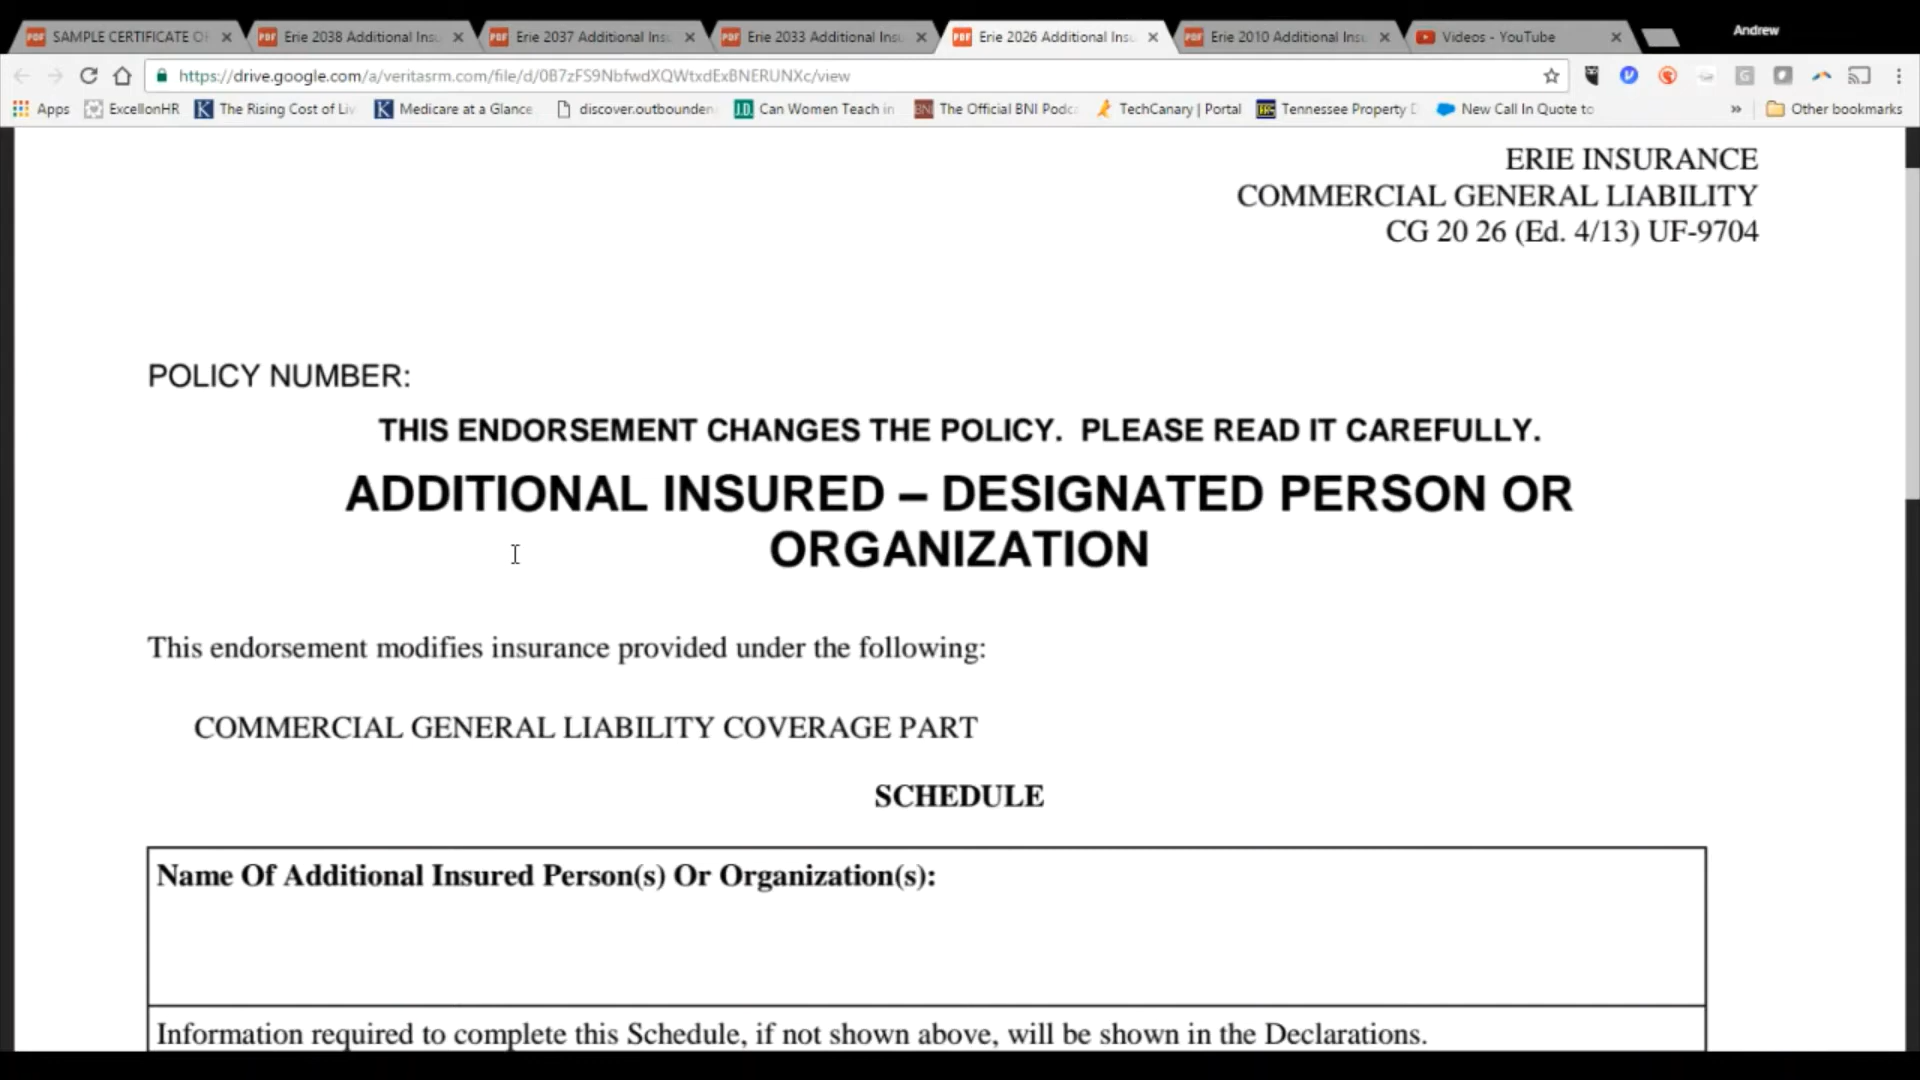 SAMPLE CERTIFICATE O
Erie 2038 Additional Ins
Erie 2037 Additional Ins
Erie 2033 Additional Ins
Erie 2026 Additional Ins
Erie 2010 Additional Ins
Videos - YouTube
Andrew
https://drive.google.com/a/veritasrm.com/file/d/0B7zFS9NbfwdXQWtxdExBNERUNXc/view
Apps
ExcellonHR
The Rising Cost of Liv
Medicare at a Glance
discover.outbounden
Can Women Teach in
The Official BNI Podc
TechCanary | Portal
Tennessee Property
New Call In Quote to
Other bookmarks
ERIE INSURANCE
COMMERCIAL GENERAL LIABILITY
CG 20 26 (Ed. 4/13) UF-9704
POLICY NUMBER:
THIS ENDORSEMENT CHANGES THE POLICY. PLEASE READ IT CAREFULLY.
ADDITIONAL INSURED – DESIGNATED PERSON OR
ORGANIZATION
This endorsement modifies insurance provided under the following:
COMMERCIAL GENERAL LIABILITY COVERAGE PART
SCHEDULE
Name Of Additional Insured Person(s) Or Organization(s):
Information required to complete this Schedule, if not shown above, will be shown in the Declarations.